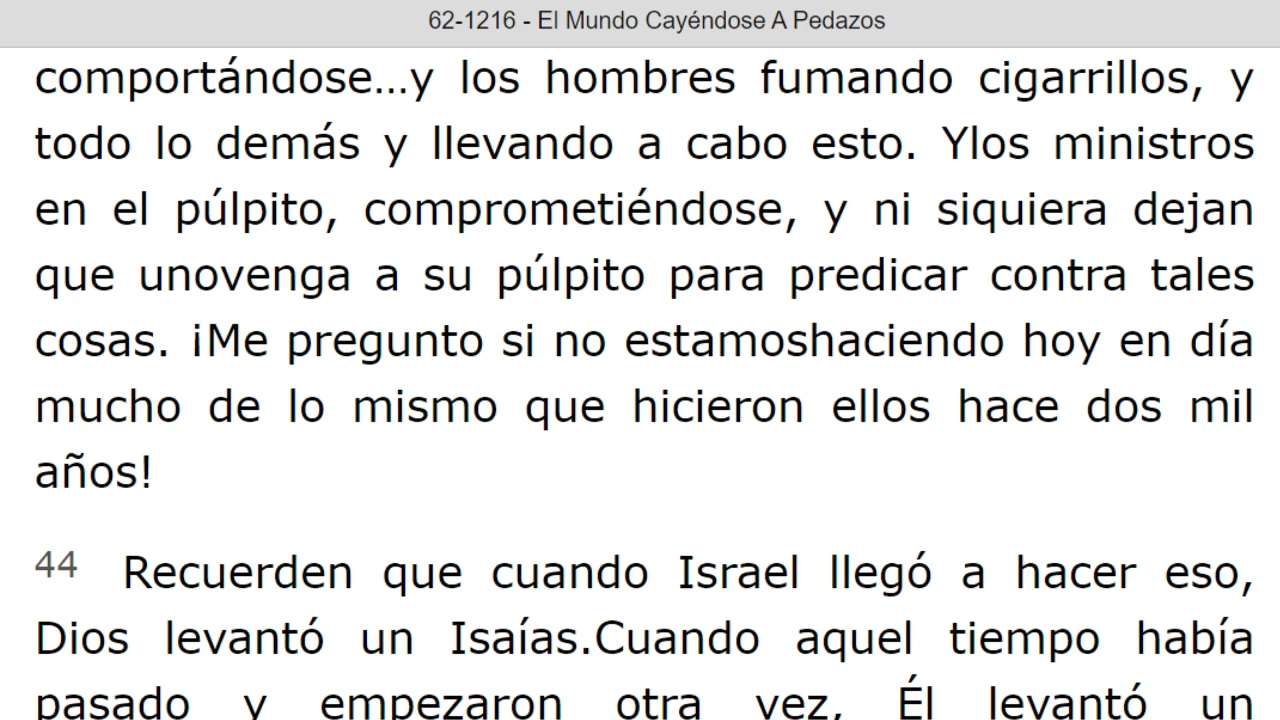 62-1216 - El Mundo Cayéndose A Pedazos
comportándose...y los hombres fumando cigarrillos, y
todo lo demás y llevando a cabo esto. Ylos ministros
en el púlpito, comprometiéndose, y ni siquiera dejan
que unovenga a su púlpito para predicar contra tales
cosas. ¡Me pregunto si no estamoshaciendo hoy en día
mucho de lo mismo que hicieron ellos hace dos mil
años!
44 Recuerden que cuando Israel llegó a hacer eso,
Dios levantó un Isaías.Cuando aquel tiempo había
pasado y empezaron otra vez, Él levantó un